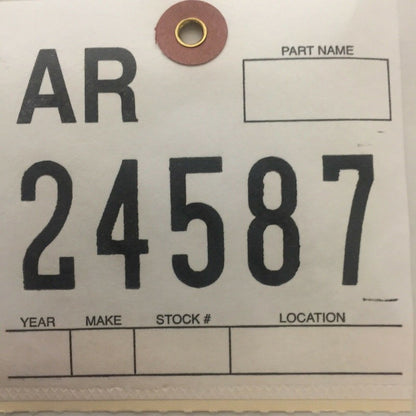 AR
PART NAME
24587
YEAR MAKE STOCK # LOCATION